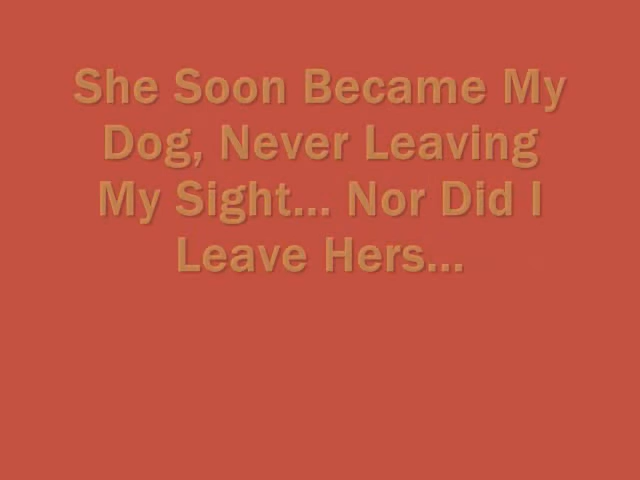 She Soon Became My
Dog, Never Leaving
My Sight... Nor Did I
Leave Hers...